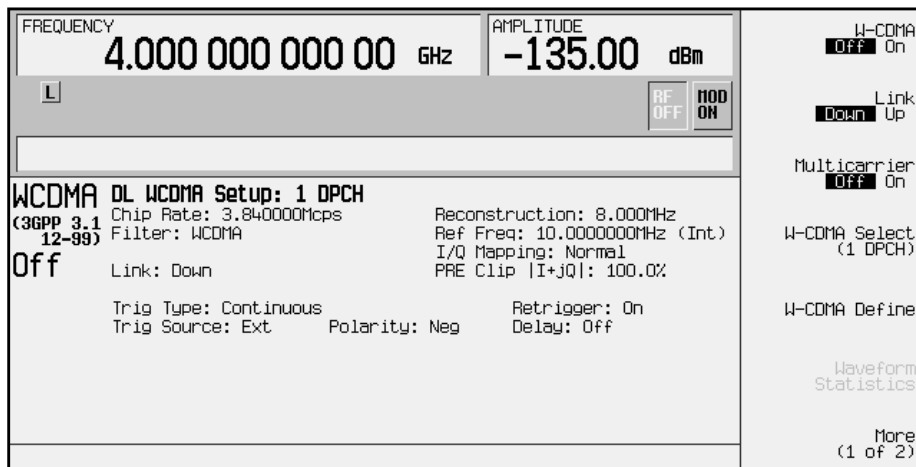 FREQUENCY
4.000 000 000 00 GHz
AMPLITUDE
-135.00 dBm
L
RF OFF
MOD ON
WCDMA
(3GPP 3.1
12-99)
Off
DL WCDMA Setup: 1 DPCH
Chip Rate: 3.840000Mcps
Filter: WCDMA
Link: Down
Reconstruction: 8.000MHz
Ref Freq: 10.0000000MHz (Int)
I/Q Mapping: Normal
PRE Clip |I+jQ|: 100.0%
Trig Type: Continuous
Retrigger: On
Trig Source: Ext Polarity: Neg Delay: Off
W-CDMA
Off On
Link
Down Up
Multicarrier
Off On
W-CDMA Select
(1 DPCH)
W-CDMA Define
Waveform
Statistics
More
(1 of 2)